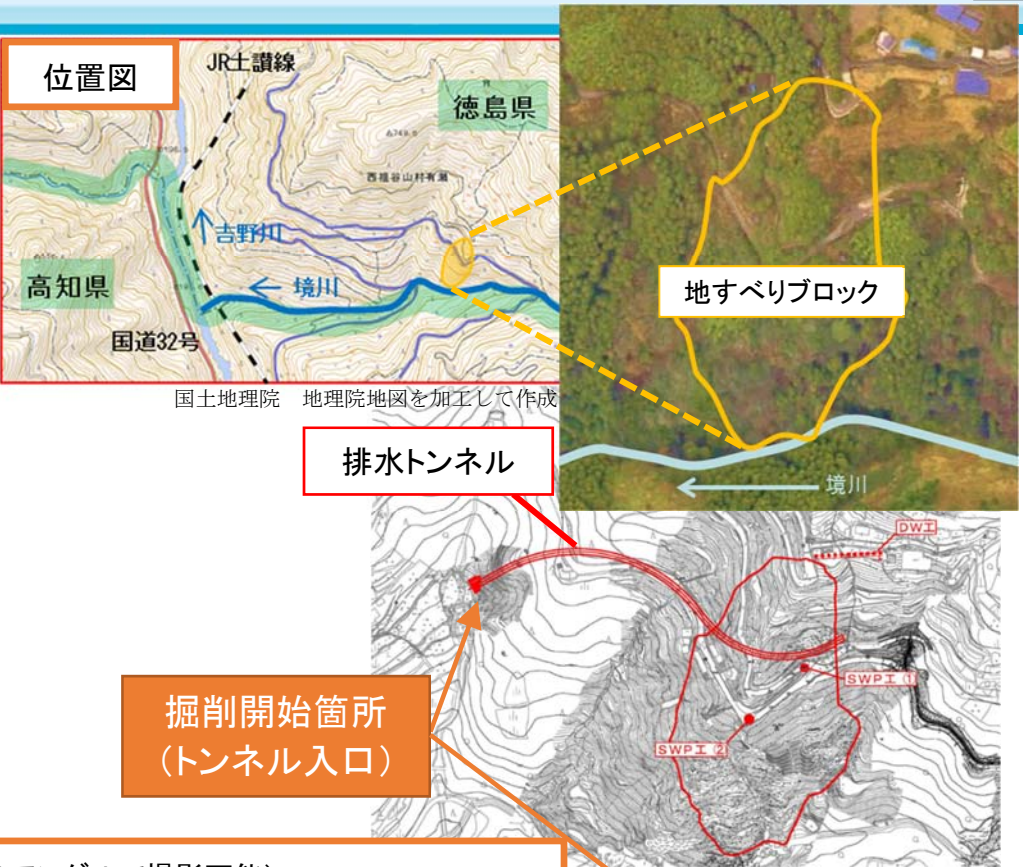 位置図
JR土讃線
徳島県
西祖谷山村有瀬
吉野川
境川
高知県
国道32号
国土地理院 地理院地図を加工して作成
地すべりブロック
境川
排水トンネル
DW工
SWP工 ①
SWP工 ②
掘削開始箇所
(トンネル入口)